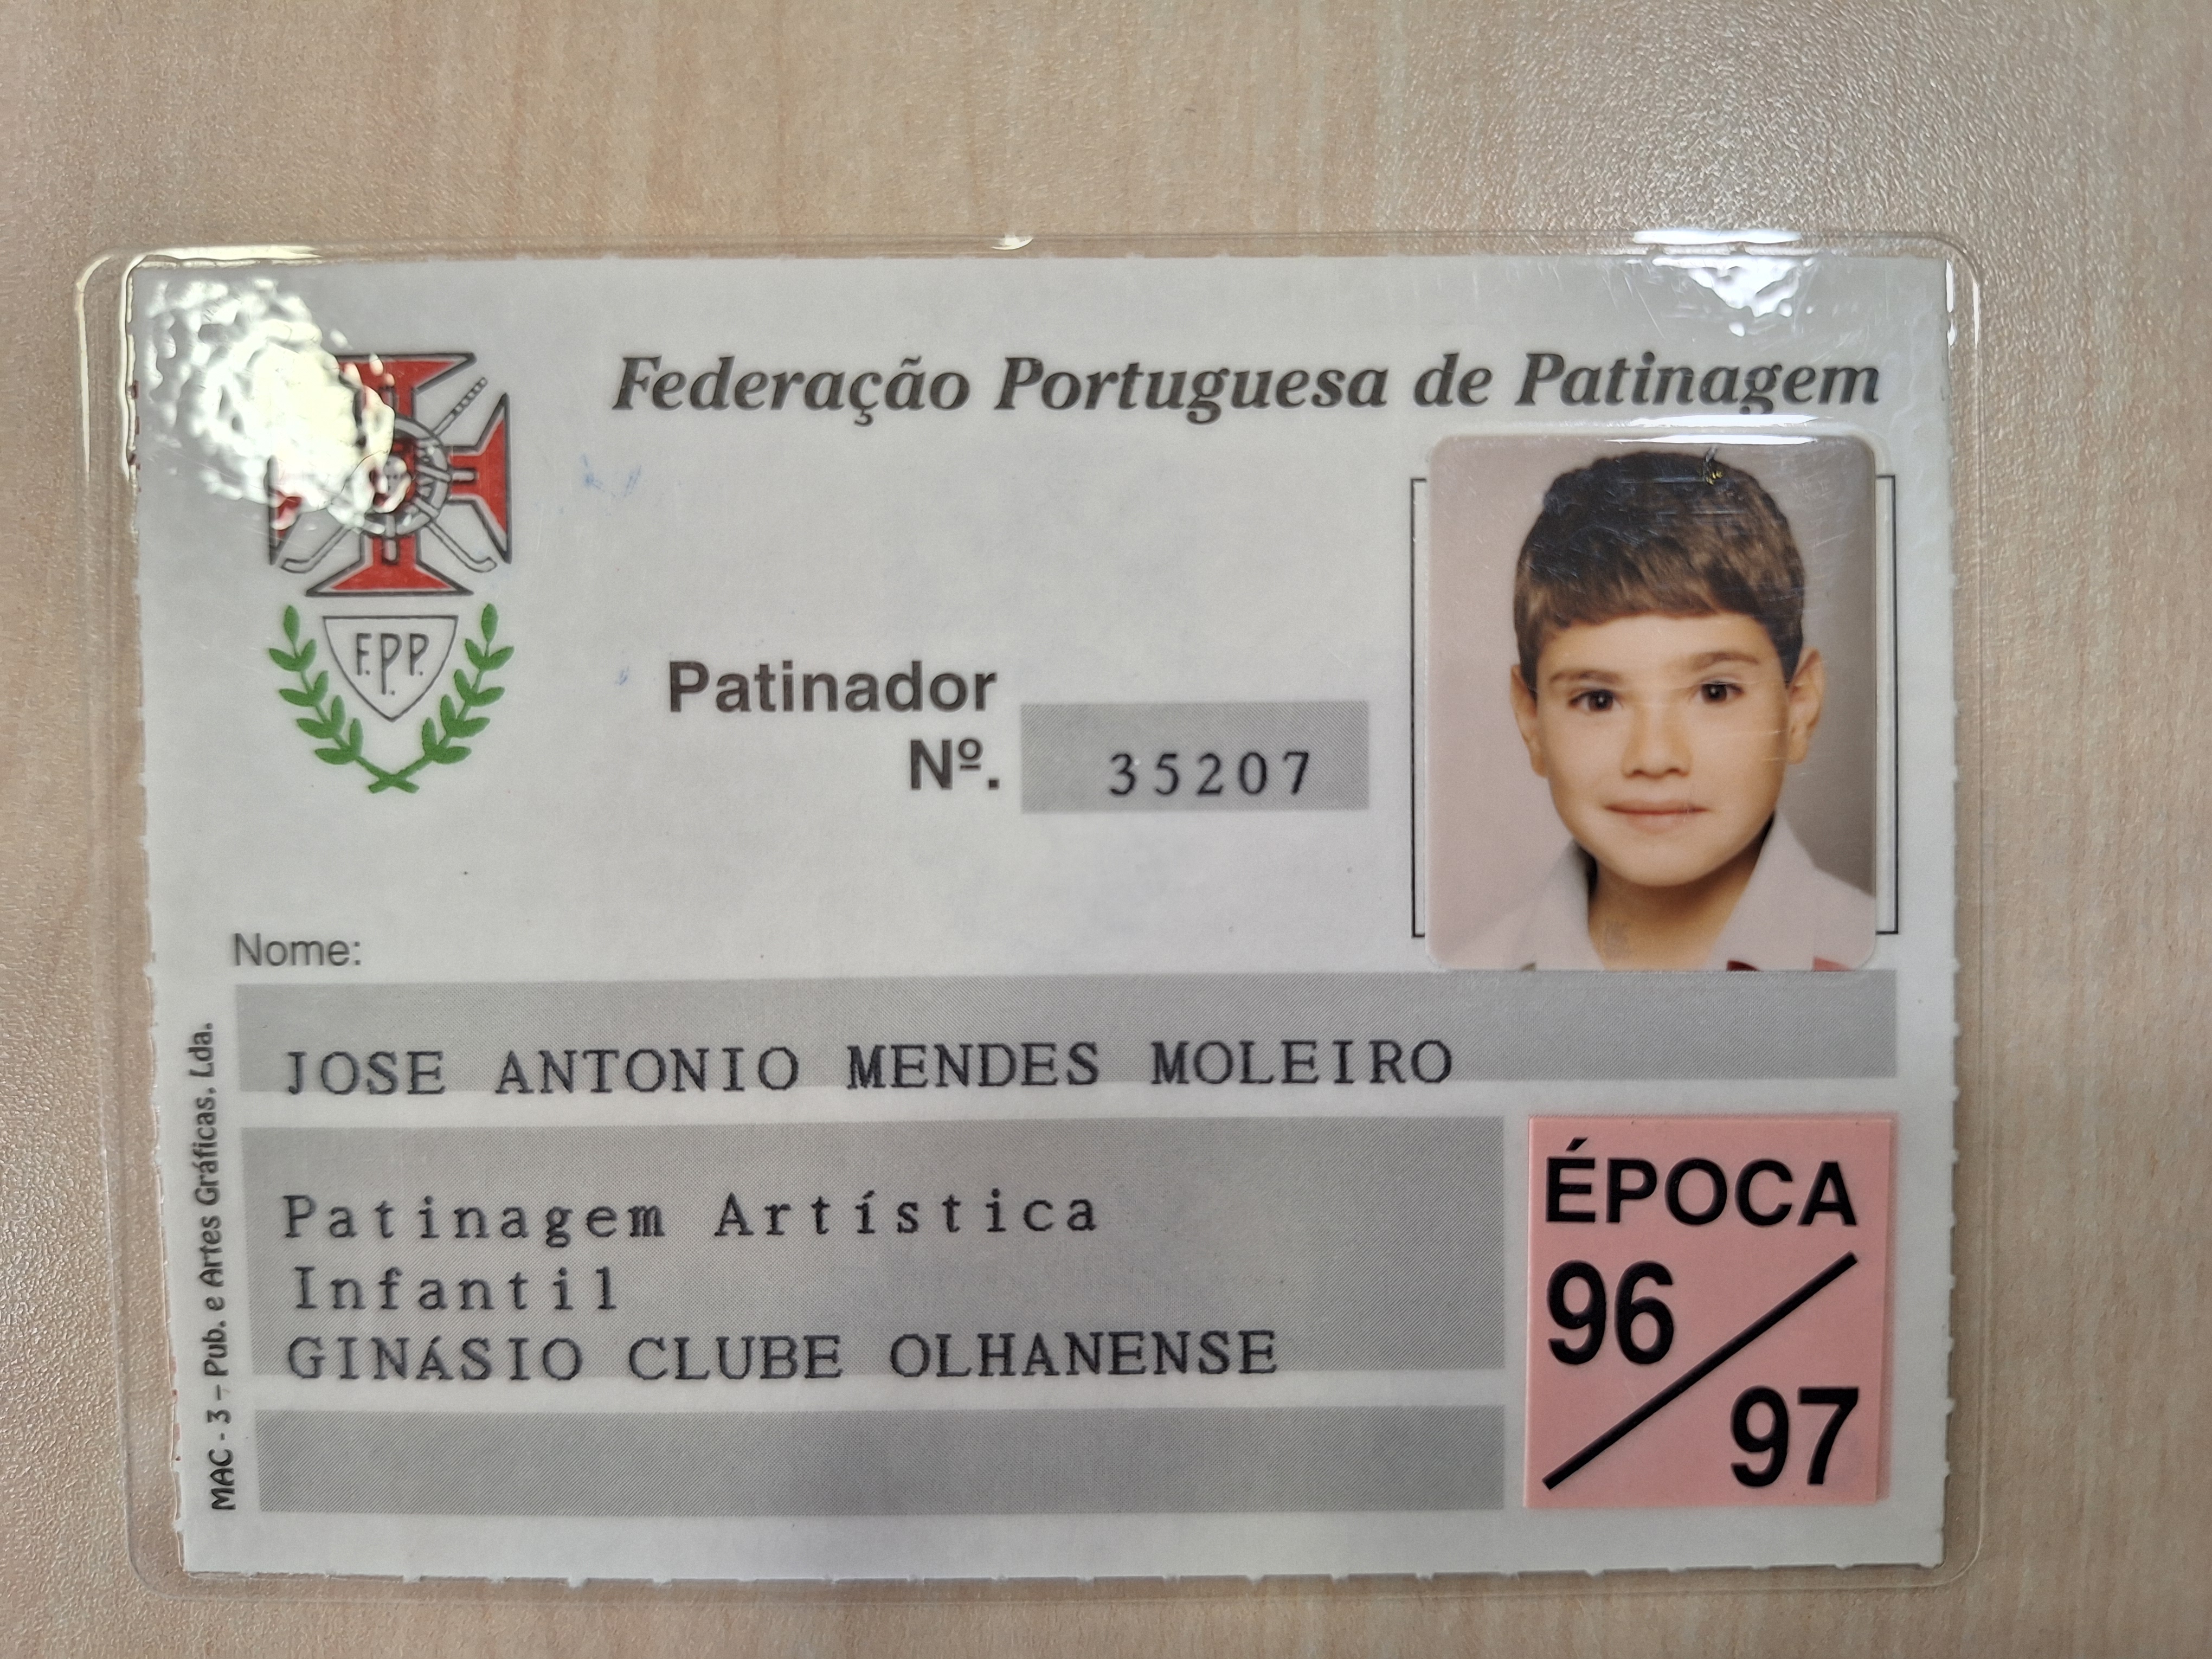 Federação Portuguesa de Patinagem
F.P.P.
Patinador
Nº. 35207
Nome:
JOSE ANTONIO MENDES MOLEIRO
Patinagem Artística
Infantil
GINÁSIO CLUBE OLHANENSE
ÉPOCA
96
97
MAC - 3 - Pub. e Artes Gráficas. Lda.